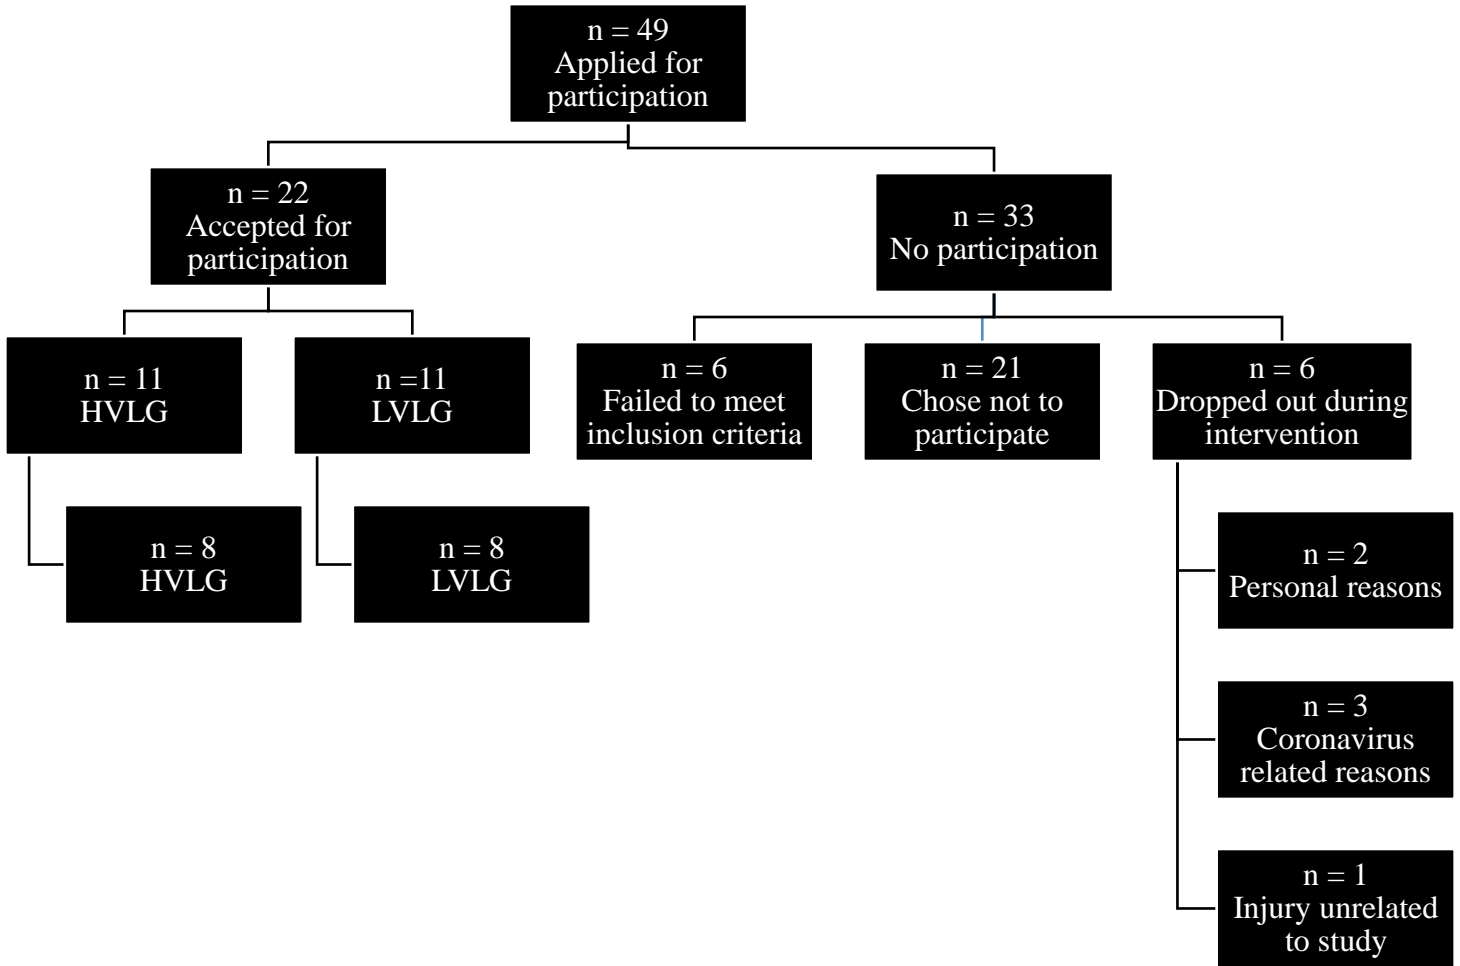 n = 49
Applied for
participation
n = 22
Accepted for
participation
n = 33
No participation
n = 11
HVLG
n =11
LVLG
n = 6
Failed to meet
inclusion criteria
n = 21
Chose not to
participate
n = 6
Dropped out during
intervention
n = 8
HVLG
n = 8
LVLG
n = 2
Personal reasons
n = 3
Coronavirus
related reasons
n = 1
Injury unrelated
to study